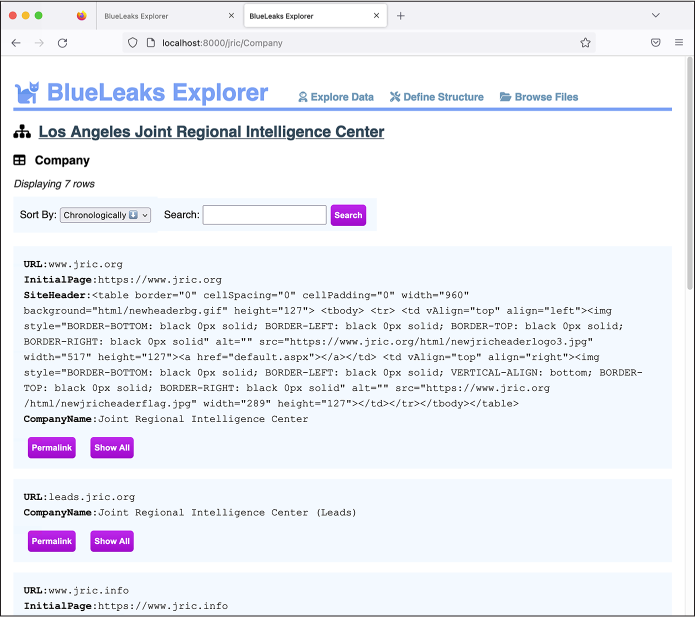 BlueLeaks Explorer
BlueLeaks Explorer
localhost:8000/jric/Company
BlueLeaks Explorer
Explore Data
Define Structure
Browse Files
Los Angeles Joint Regional Intelligence Center
Company
Displaying 7 rows
Sort By: Chronologically Search: Search
URL:www.jric.org
InitialPage:https://www.jric.org
SiteHeader:<table border="0" cellSpacing="0" cellPadding="0" width="960"
background="html/newheaderbg.gif" height="127"> <tbody> <tr> <td vAlign="top" align="left"><img
style="BORDER-BOTTOM: black 0px solid; BORDER-LEFT: black 0px solid; BORDER-TOP: black 0px solid;
BORDER-RIGHT: black 0px solid" alt="" src="https://www.jric.org/html/newjricheaderlogo3.jpg"
width="517" height="127"><a href="default.aspx"></a></td> <td vAlign="top" align="right"><img
style="BORDER-BOTTOM: black 0px solid; BORDER-LEFT: black 0px solid; VERTICAL-ALIGN: bottom; BORDER-
TOP: black 0px solid; BORDER-RIGHT: black 0px solid" alt="" src="https://www.jric.org
/html/newjricheaderflag.jpg" width="289" height="127"></td></tr></tbody></table>
CompanyName:Joint Regional Intelligence Center
Permalink Show All
URL:leads.jric.org
CompanyName:Joint Regional Intelligence Center (Leads)
Permalink Show All
URL:www.jric.info
InitialPage:https://www.jric.info